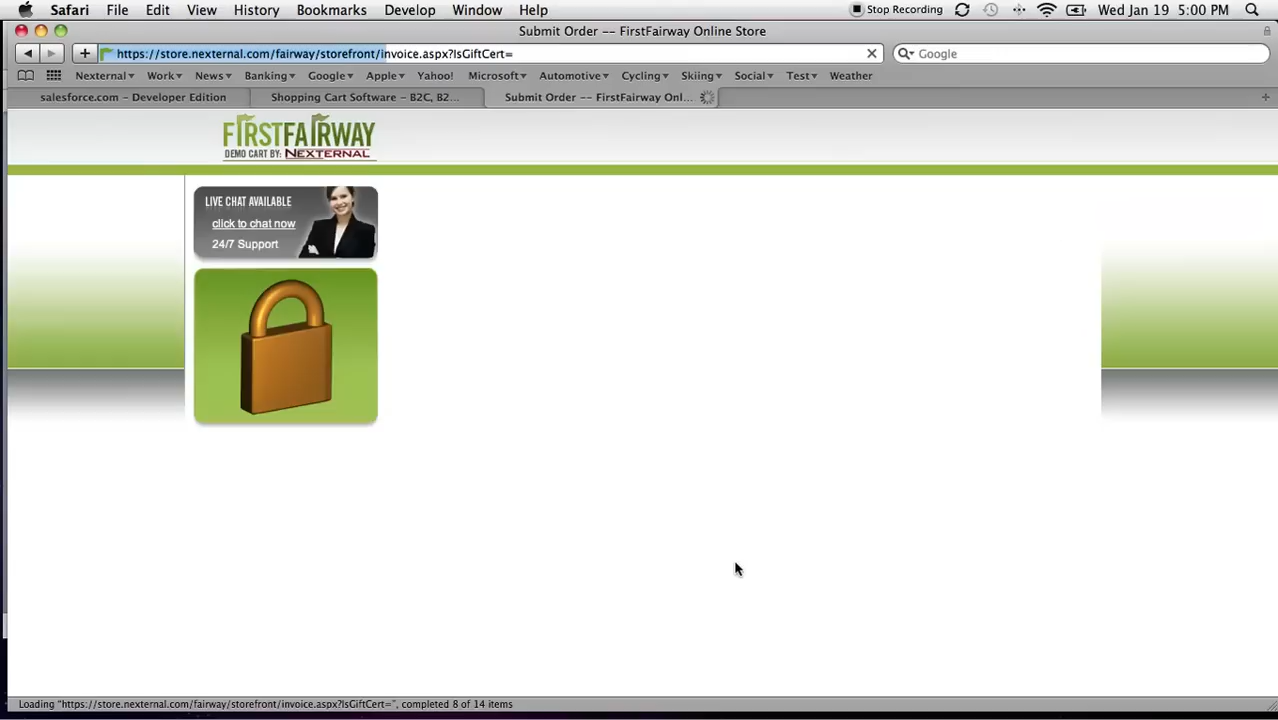 Safari File Edit View History Bookmarks Develop Window Help Stop Recording Wed Jan 19 5:00 PM
Submit Order -- FirstFairway Online Store
https://store.nexternal.com/fairway/storefront/invoice.aspx?IsGiftCert= Google
Nexternal Work News Banking Google Apple Yahoo! Microsoft Automotive Cycling Skiing Social Test Weather
salesforce.com – Developer Edition Shopping Cart Software – B2C, B2... Submit Order -- FirstFairway Onl...
FIRSTFAIRWAY
DEMO CART BY: NEXTERNAL
LIVE CHAT AVAILABLE
click to chat now
24/7 Support
Loading "https://store.nexternal.com/fairway/storefront/invoice.aspx?IsGiftCert=", completed 8 of 14 items